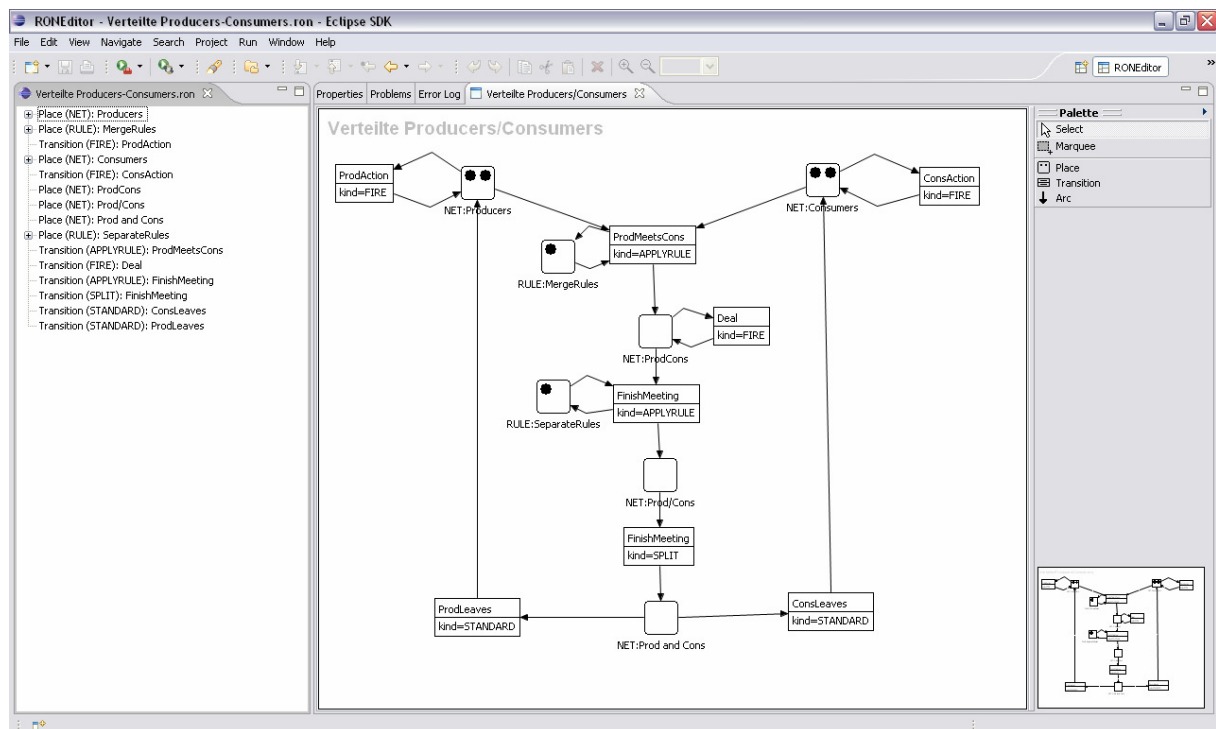 RONEditor - Verteilte Producers-Consumers.ron - Eclipse SDK
File Edit View Navigate Search Project Run Window Help
RONEditor
Verteilte Producers-Consumers.ron
Place (NET): Producers
Place (RULE): MergeRules
Transition (FIRE): ProdAction
Place (NET): Consumers
Transition (FIRE): ConsAction
Place (NET): ProdCons
Place (NET): Prod/Cons
Place (NET): Prod and Cons
Place (RULE): SeparateRules
Transition (APPLYRULE): ProdMeetsCons
Transition (FIRE): Deal
Transition (APPLYRULE): FinishMeeting
Transition (SPLIT): FinishMeeting
Transition (STANDARD): ConsLeaves
Transition (STANDARD): ProdLeaves
Properties Problems Error Log Verteilte Producers/Consumers
Verteilte Producers/Consumers
ProdAction
kind=FIRE
NET:Producers
NET:Consumers
ConsAction
kind=FIRE
ProdMeetsCons
kind=APPLYRULE
RULE:MergeRules
Deal
kind=FIRE
NET:ProdCons
FinishMeeting
kind=APPLYRULE
RULE:SeparateRules
NET:Prod/Cons
FinishMeeting
kind=SPLIT
ProdLeaves
kind=STANDARD
ConsLeaves
kind=STANDARD
NET:Prod and Cons
Palette
Select
Marquee
Place
Transition
Arc